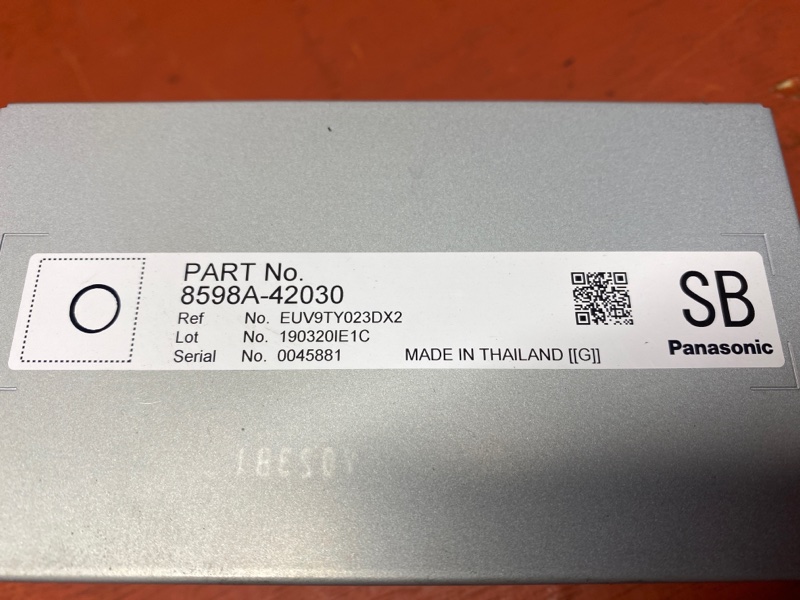 PART No.
8598A-42030
Ref No. EUV9TY023DX2
Lot No. 190320IE1C
Serial No. 0045881
MADE IN THAILAND [[G]]
SB
Panasonic